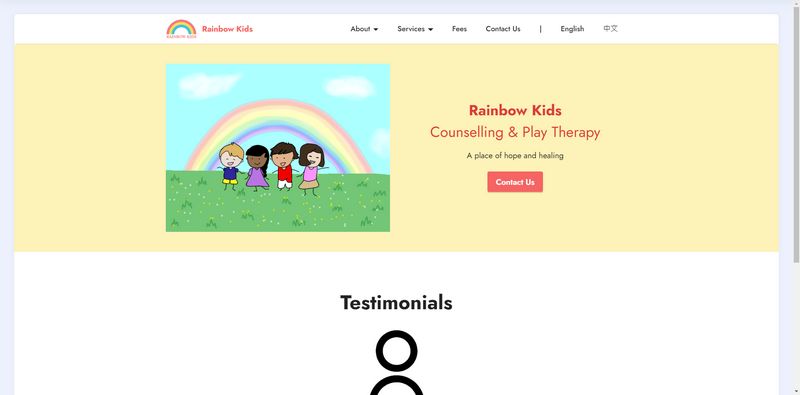 RAINBOW KIDS
Rainbow Kids
About
Services
Fees
Contact Us
|
English
中文
Rainbow Kids
Counselling & Play Therapy
A place of hope and healing
Contact Us
Testimonials